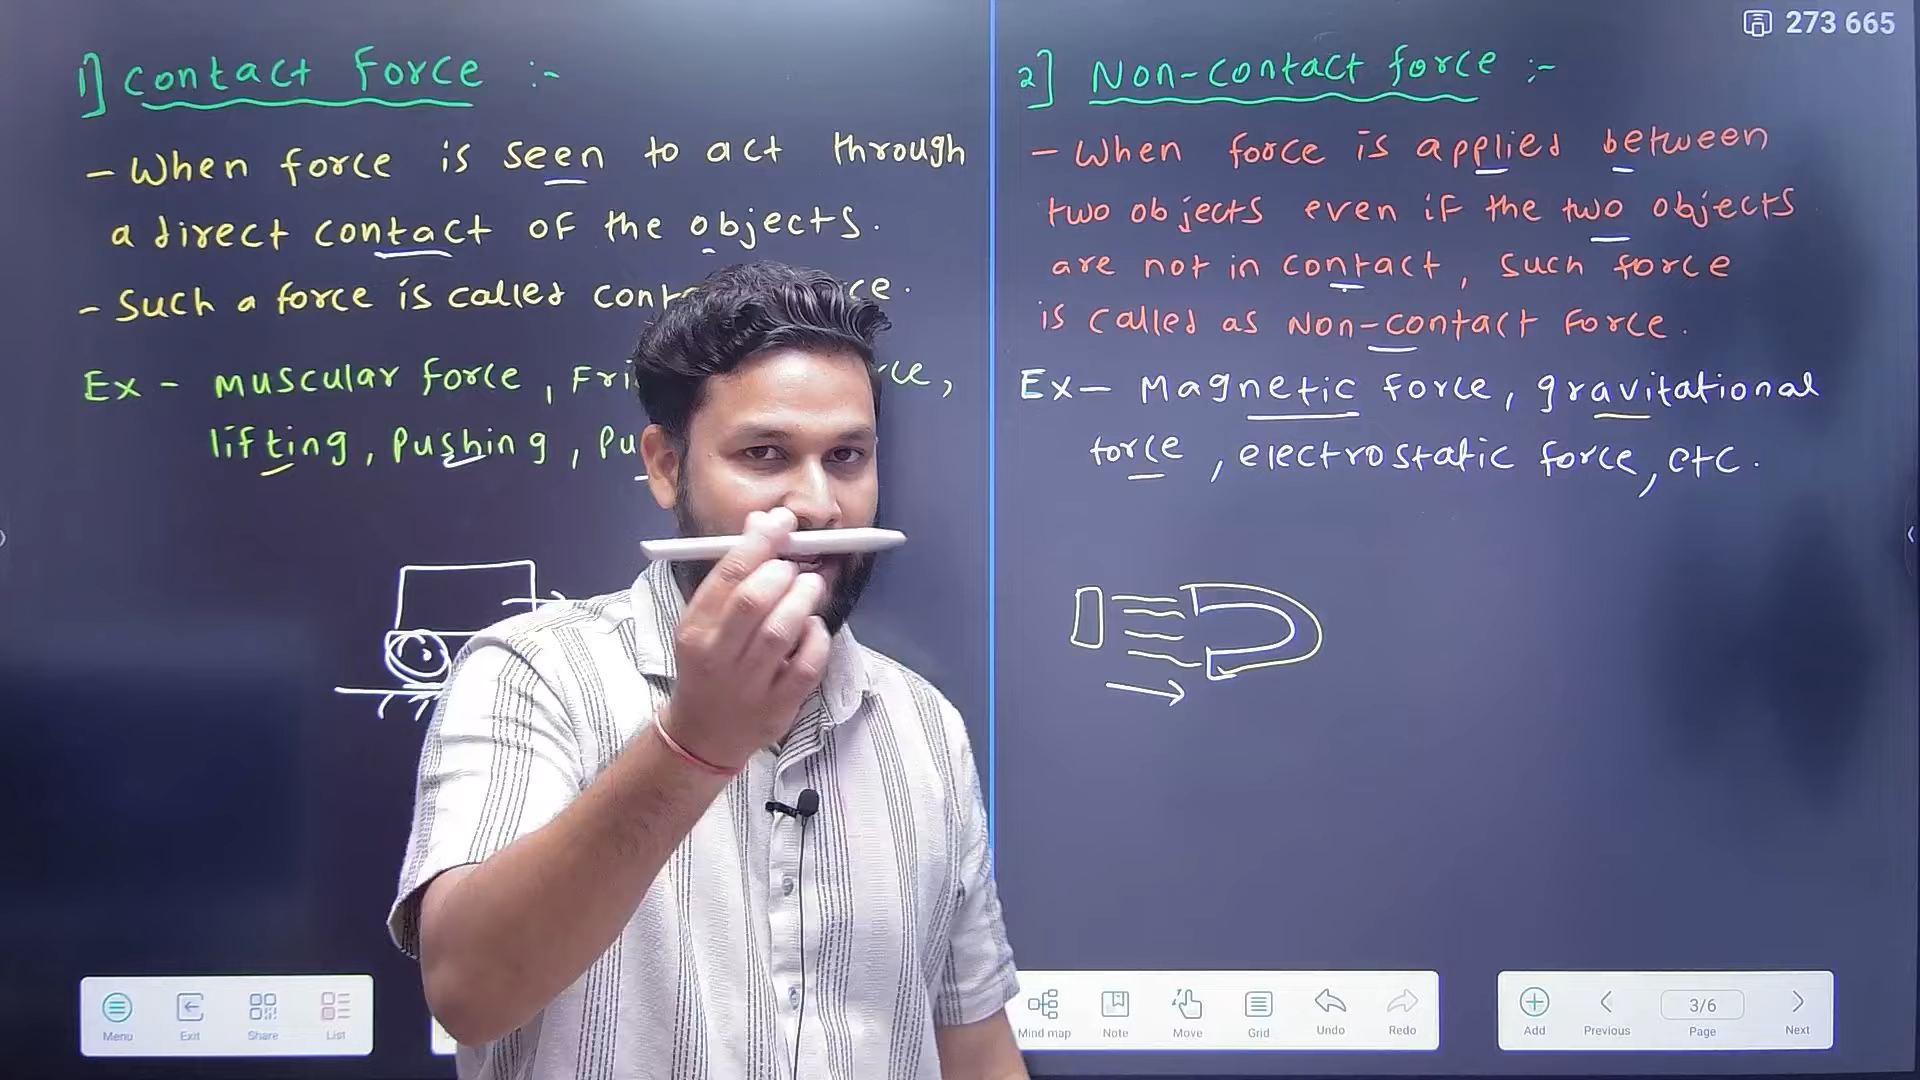 273 665
1] Contact Force :-
- When force is seen to act through
a direct contact of the objects.
- Such a force is called
Ex - Muscular force,
lifting, pushing,
2] Non-contact force :-
- When force is applied between
two objects even if the two objects
are not in contact, such force
is called as Non-contact Force.
Ex- Magnetic force, gravitational
force, electrostatic force, etc.
Menu Exit Share List
Mind map Note Move Grid Undo Redo
Add Previous 3/6 Page Next